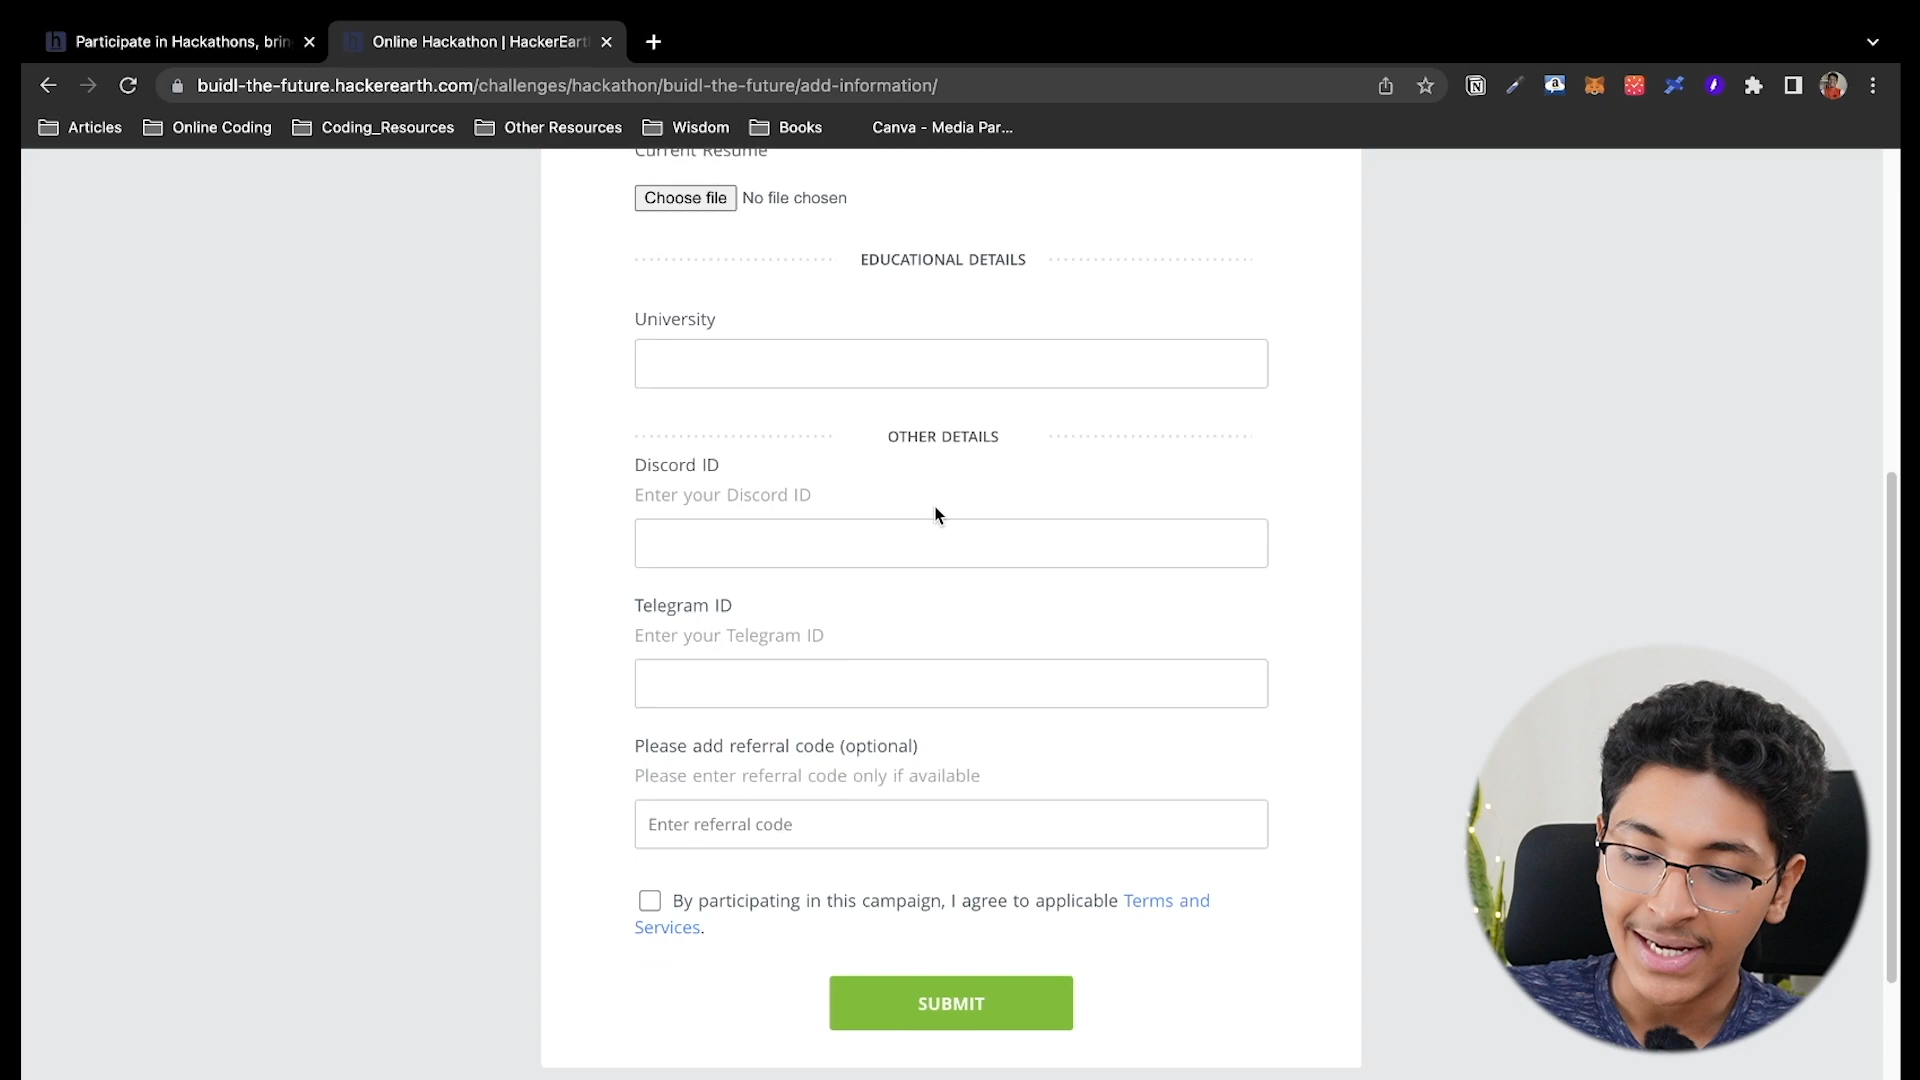 Participate in Hackathons, brin
Online Hackathon | HackerEart
buidl-the-future.hackerearth.com/challenges/hackathon/buidl-the-future/add-information/
Articles
Online Coding
Coding_Resources
Other Resources
Wisdom
Books
Canva - Media Par...
Current Resume
Choose file No file chosen
EDUCATIONAL DETAILS
University
OTHER DETAILS
Discord ID
Enter your Discord ID
Telegram ID
Enter your Telegram ID
Please add referral code (optional)
Please enter referral code only if available
Enter referral code
By participating in this campaign, I agree to applicable Terms and
Services.
SUBMIT